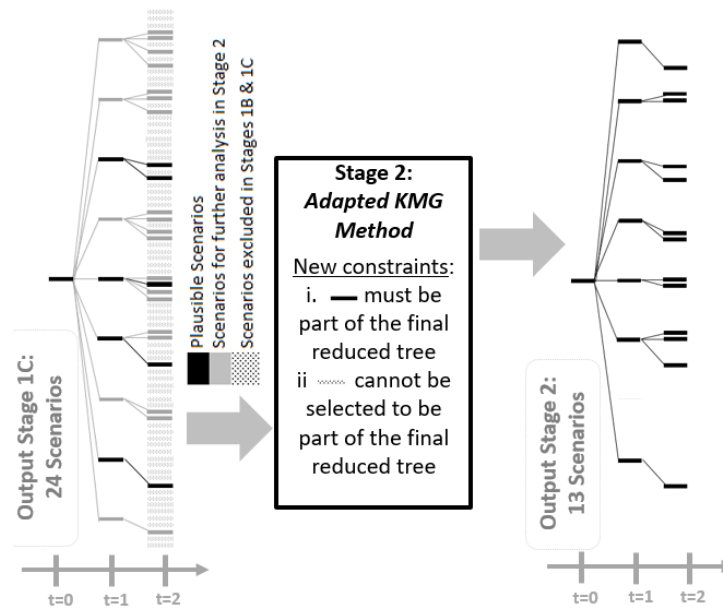 Output Stage 1C:
24 Scenarios
t=0
t=1
t=2
Plausible Scenarios
Scenarios for further analysis in Stage 2
Scenarios excluded in Stages 1B & 1C
Stage 2:
Adapted KMG
Method
New constraints:
i. must be
part of the final
reduced tree
ii cannot be
selected to be
part of the final
reduced tree
Output Stage 2:
13 Scenarios
t=0
t=1
t=2